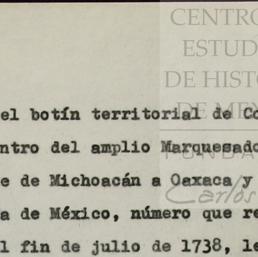 CENTRO
ESTUD
DE HISTO
DE ME
FUNDA
Carlos
el botín territorial de Co
ntro del amplio Marquesado
e de Michoacán a Oaxaca y
a de México, número que re
l fin de julio de 1738, le